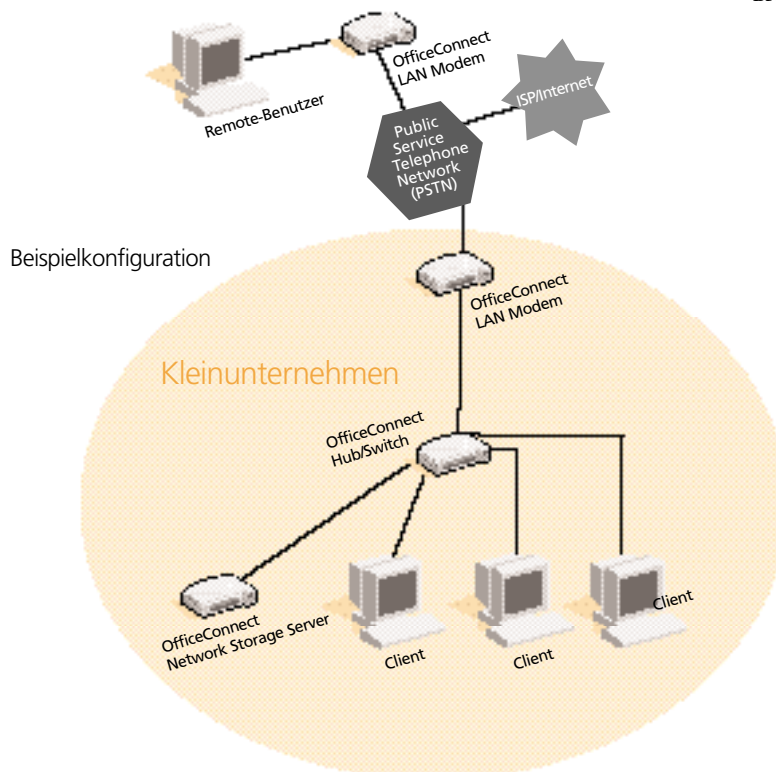 OfficeConnect
LAN Modem
Remote-Benutzer
ISP/Internet
Public
Service
Telephone
Network
(PSTN)
Beispielkonfiguration
OfficeConnect
LAN Modem
Kleinunternehmen
OfficeConnect
Hub/Switch
OfficeConnect
Network Storage Server
Client
Client
Client